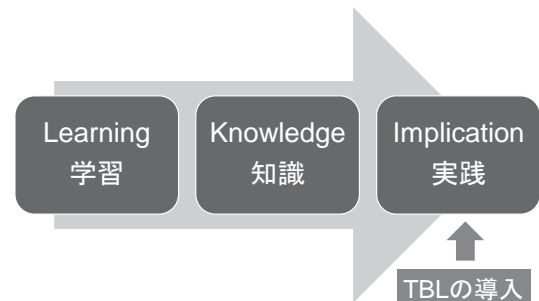 Learning
学習
Knowledge
知識
Implication
実践
TBLの導入